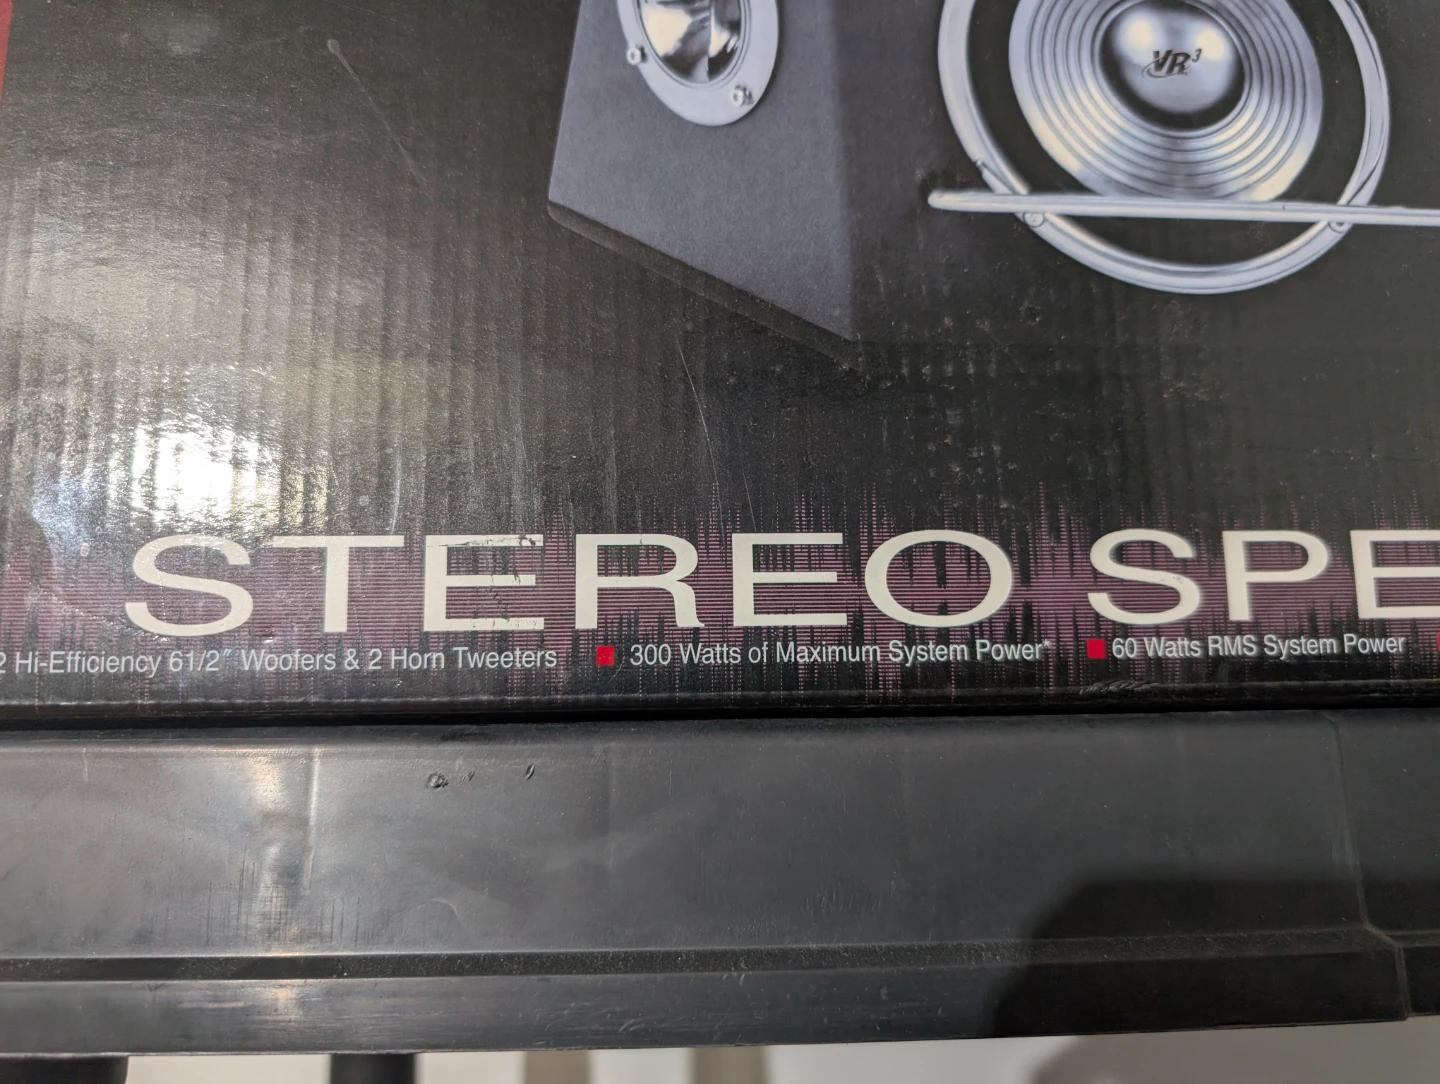 VR³
STEREO SPE
2 Hi-Efficiency 61/2″ Woofers & 2 Horn Tweeters ■ 300 Watts of Maximum System Power* ■ 60 Watts RMS System Power